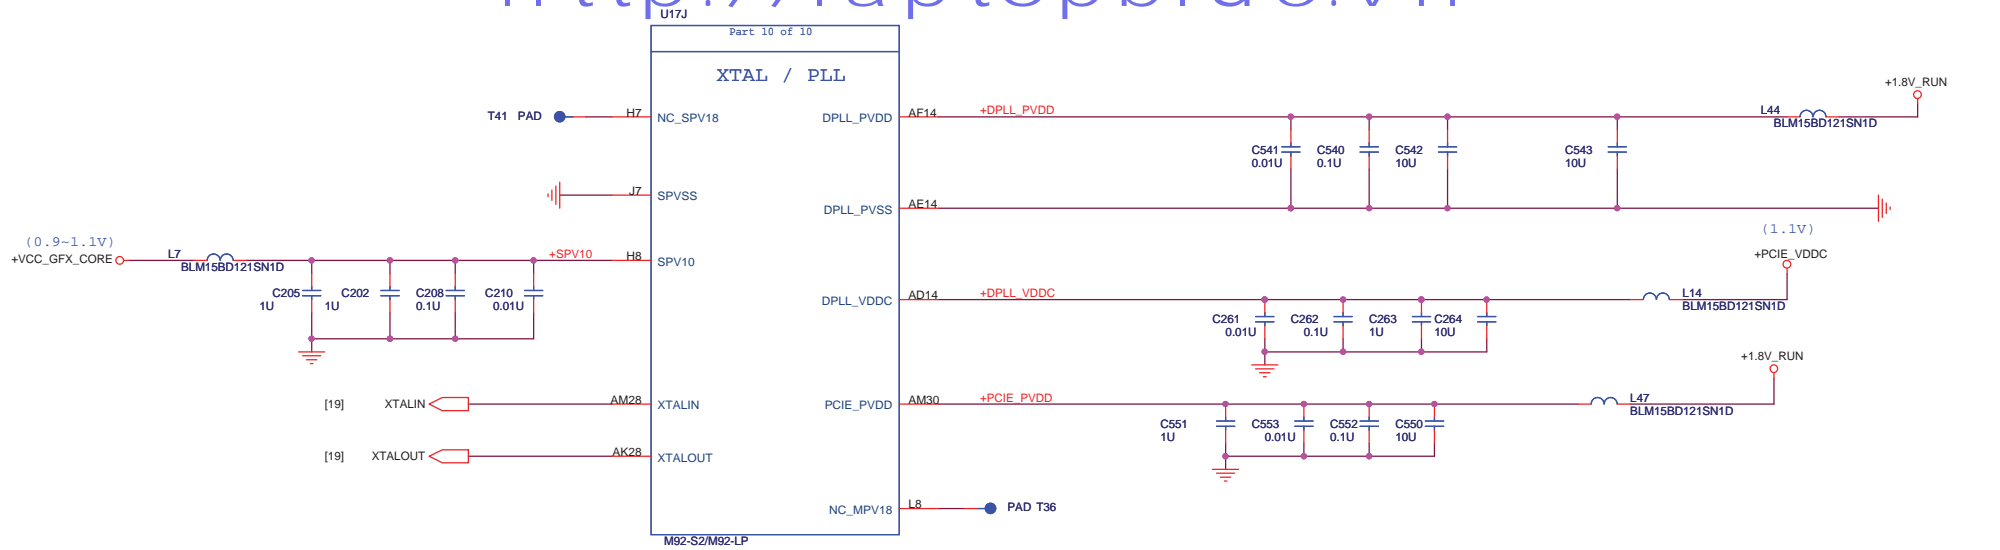 U17J
Part 10 of 10
XTAL / PLL
T41 PAD
H7
NC_SPV18
J7
SPVSS
(0.9~1.1V)
+VCC_GFX_CORE
L7
BLM15BD121SN1D
+SPV10
H8
SPV10
C205
1U
C202
1U
C208
0.1U
C210
0.01U
[19]
XTALIN
AM28
XTALIN
[19]
XTALOUT
AK28
XTALOUT
DPLL_PVDD
AF14
+DPLL_PVDD
L44
BLM15BD121SN1D
+1.8V_RUN
C541
0.01U
C540
0.1U
C542
10U
C543
10U
DPLL_PVSS
AE14
(1.1V)
+PCIE_VDDC
DPLL_VDDC
AD14
+DPLL_VDDC
L14
BLM15BD121SN1D
C261
0.01U
C262
0.1U
C263
1U
C264
10U
+1.8V_RUN
PCIE_PVDD
AM30
+PCIE_PVDD
L47
BLM15BD121SN1D
C551
1U
C553
0.01U
C552
0.1U
C550
10U
NC_MPV18
L8
PAD T36
M92-S2/M92-LP